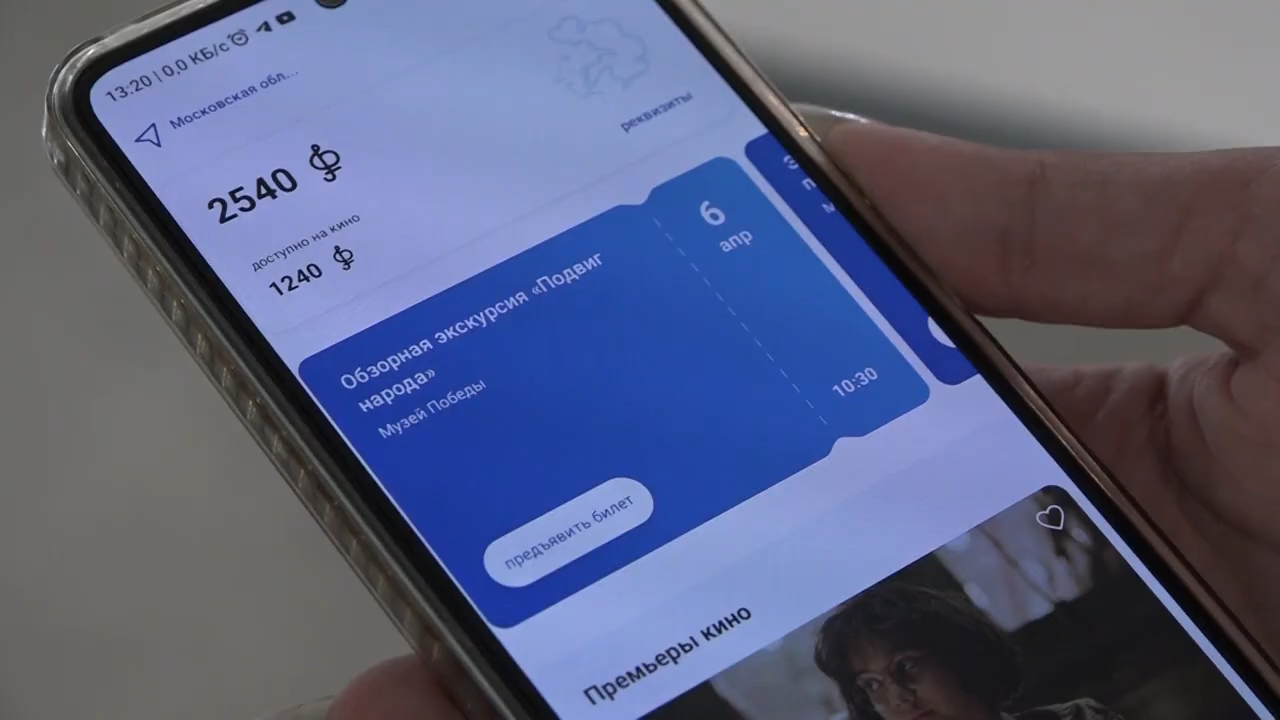 13:20 | 0,0 КБ/с
Московская обл...
реквизиты
2540
доступно на кино
1240
6
апр
Обзорная экскурсия «Подвиг
народа»
Музей Победы
10:30
предъявить билет
Премьеры кино